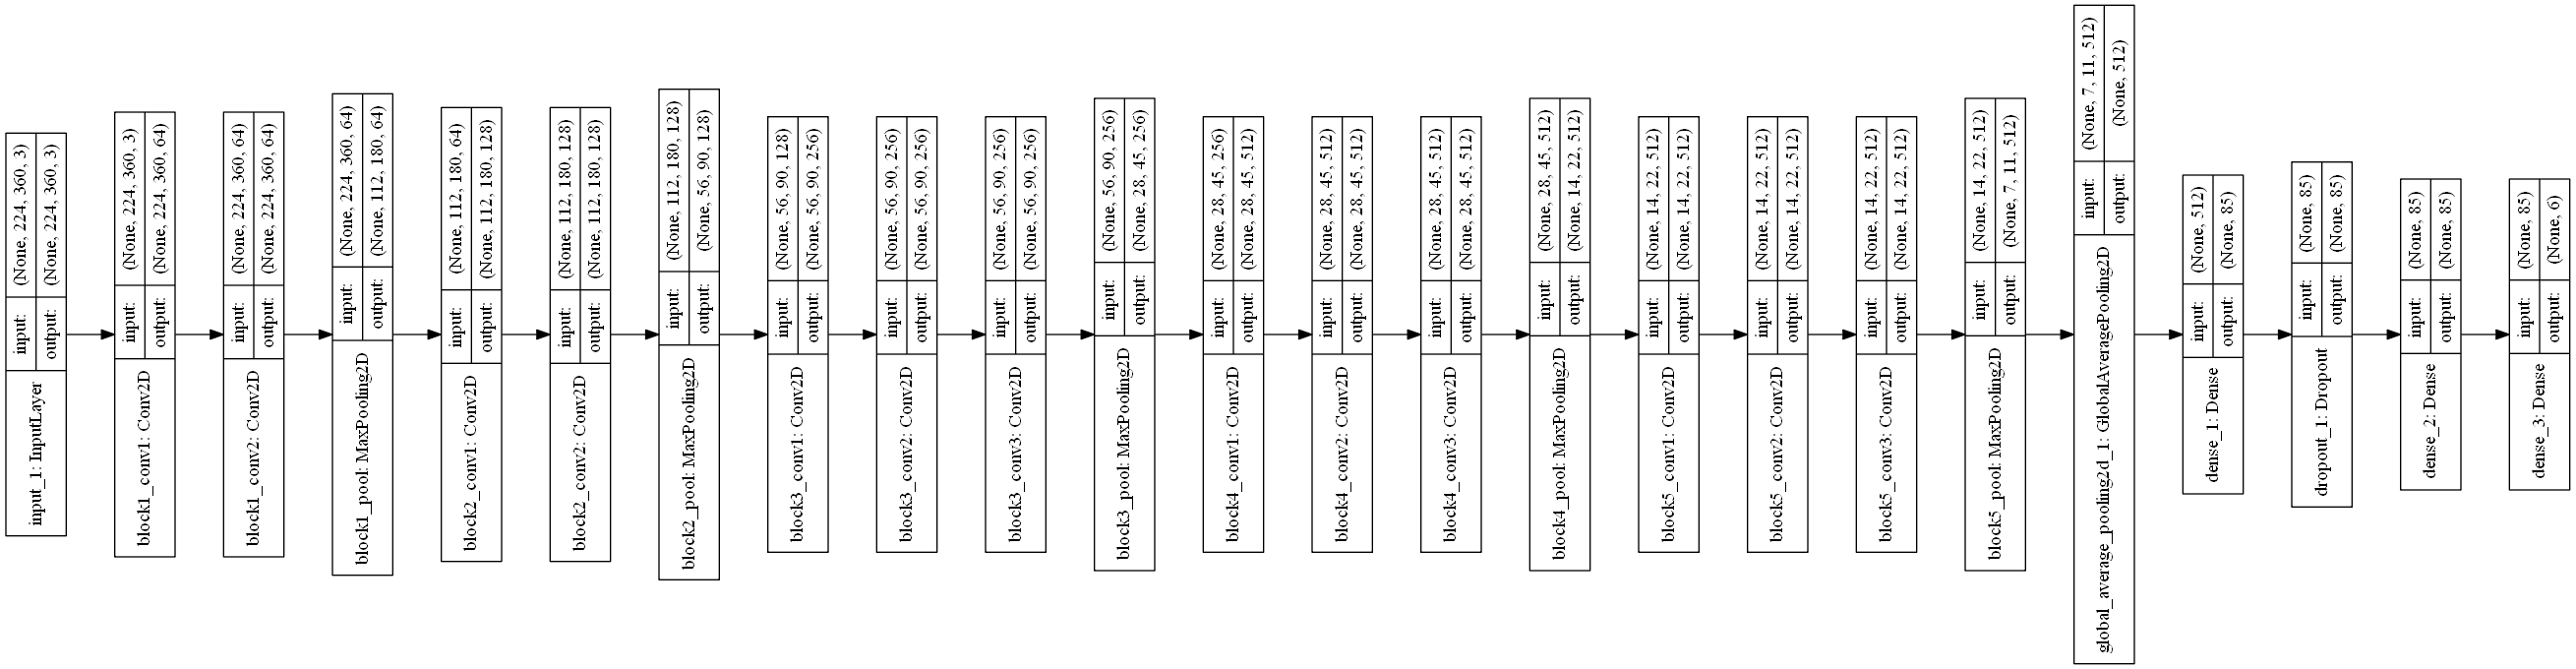 input_1: InputLayer
input: (None, 224, 360, 3)
output: (None, 224, 360, 3)
block1_conv1: Conv2D
input: (None, 224, 360, 3)
output: (None, 224, 360, 64)
block1_conv2: Conv2D
input: (None, 224, 360, 64)
output: (None, 224, 360, 64)
block1_pool: MaxPooling2D
input: (None, 224, 360, 64)
output: (None, 112, 180, 64)
block2_conv1: Conv2D
input: (None, 112, 180, 64)
output: (None, 112, 180, 128)
block2_conv2: Conv2D
input: (None, 112, 180, 128)
output: (None, 112, 180, 128)
block2_pool: MaxPooling2D
input: (None, 112, 180, 128)
output: (None, 56, 90, 128)
block3_conv1: Conv2D
input: (None, 56, 90, 128)
output: (None, 56, 90, 256)
block3_conv2: Conv2D
input: (None, 56, 90, 256)
output: (None, 56, 90, 256)
block3_conv3: Conv2D
input: (None, 56, 90, 256)
output: (None, 56, 90, 256)
block3_pool: MaxPooling2D
input: (None, 56, 90, 256)
output: (None, 28, 45, 256)
block4_conv1: Conv2D
input: (None, 28, 45, 256)
output: (None, 28, 45, 512)
block4_conv2: Conv2D
input: (None, 28, 45, 512)
output: (None, 28, 45, 512)
block4_conv3: Conv2D
input: (None, 28, 45, 512)
output: (None, 28, 45, 512)
block4_pool: MaxPooling2D
input: (None, 28, 45, 512)
output: (None, 14, 22, 512)
block5_conv1: Conv2D
input: (None, 14, 22, 512)
output: (None, 14, 22, 512)
block5_conv2: Conv2D
input: (None, 14, 22, 512)
output: (None, 14, 22, 512)
block5_conv3: Conv2D
input: (None, 14, 22, 512)
output: (None, 14, 22, 512)
block5_pool: MaxPooling2D
input: (None, 14, 22, 512)
output: (None, 7, 11, 512)
global_average_pooling2d_1: GlobalAveragePooling2D
input: (None, 7, 11, 512)
output: (None, 512)
dense_1: Dense
input: (None, 512)
output: (None, 85)
dropout_1: Dropout
input: (None, 85)
output: (None, 85)
dense_2: Dense
input: (None, 85)
output: (None, 85)
dense_3: Dense
input: (None, 85)
output: (None, 6)